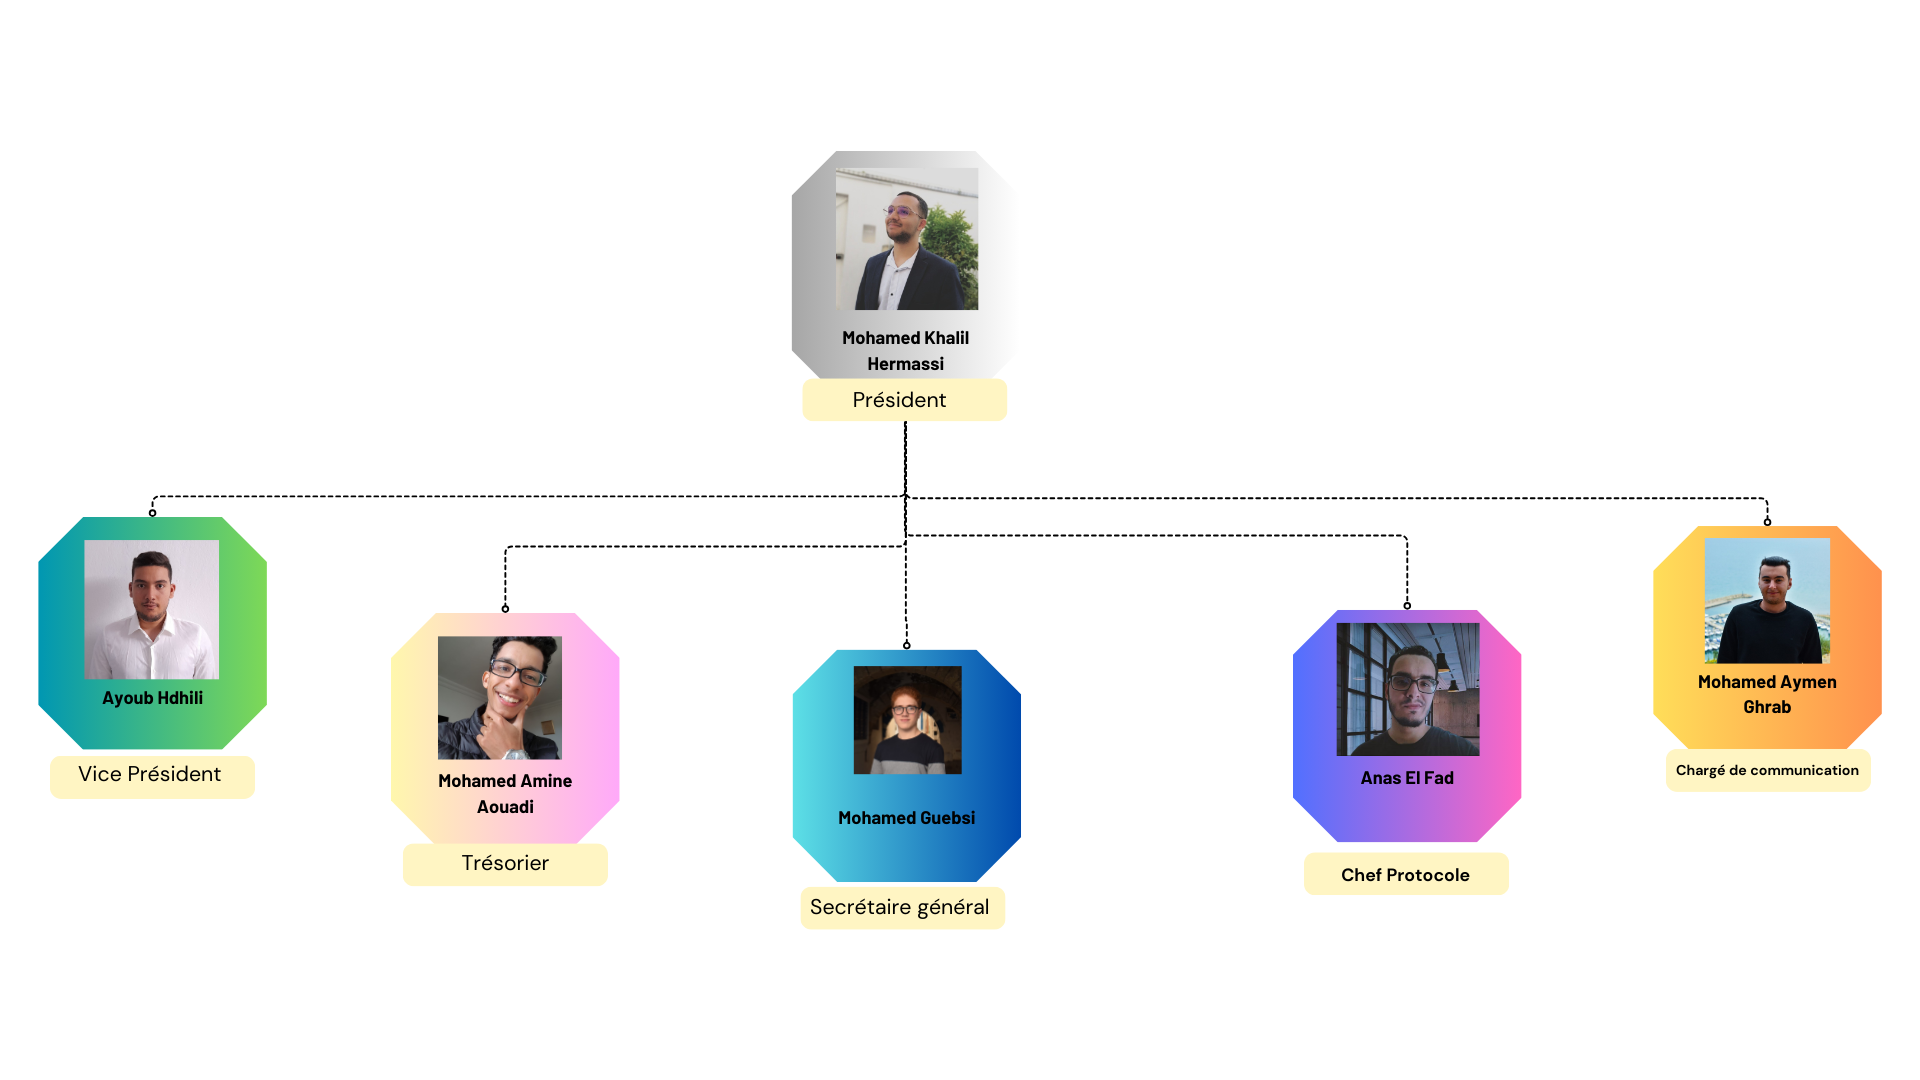 Mohamed Khalil
Hermassi
Président
Ayoub Hdhili
Vice Président
Mohamed Amine
Aouadi
Trésorier
Mohamed Guebsi
Secrétaire général
Anas El Fad
Chef Protocole
Mohamed Aymen
Ghrab
Chargé de communication